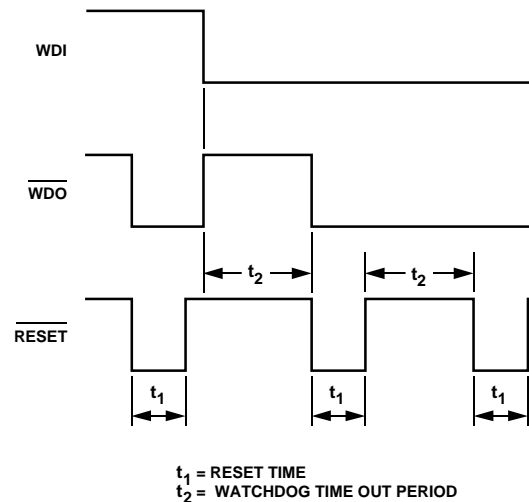 WDI
WDO
t2
t2
RESET
t1
t1
t1
t1 = RESET TIME
t2 = WATCHDOG TIME OUT PERIOD